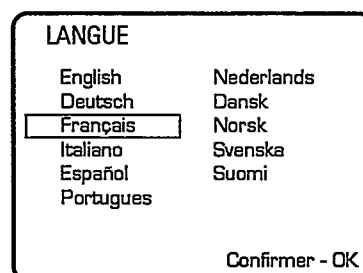 LANGUE
English
Deutsch
Français
Italiano
Español
Portugues
Nederlands
Dansk
Norsk
Svenska
Suomi
Confirmer - OK